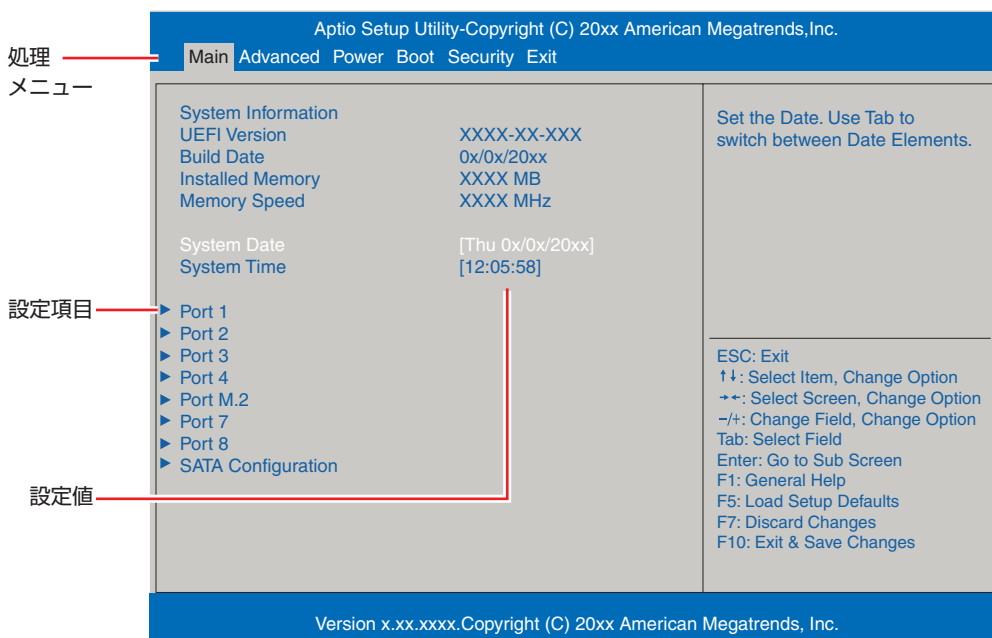 Aptio Setup Utility-Copyright (C) 20xx American Megatrends,Inc.
処理
メニュー
Main Advanced Power Boot Security Exit
System Information
UEFI Version XXXX-XX-XXX
Build Date 0x/0x/20xx
Installed Memory XXXX MB
Memory Speed XXXX MHz
System Date [Thu 0x/0x/20xx]
System Time [12:05:58]
設定項目
▶ Port 1
▶ Port 2
▶ Port 3
▶ Port 4
▶ Port M.2
▶ Port 7
▶ Port 8
▶ SATA Configuration
設定値
Set the Date. Use Tab to
switch between Date Elements.
ESC: Exit
↑↓: Select Item, Change Option
→←: Select Screen, Change Option
−/+: Change Field, Change Option
Tab: Select Field
Enter: Go to Sub Screen
F1: General Help
F5: Load Setup Defaults
F7: Discard Changes
F10: Exit & Save Changes
Version x.xx.xxxx.Copyright (C) 20xx American Megatrends, Inc.